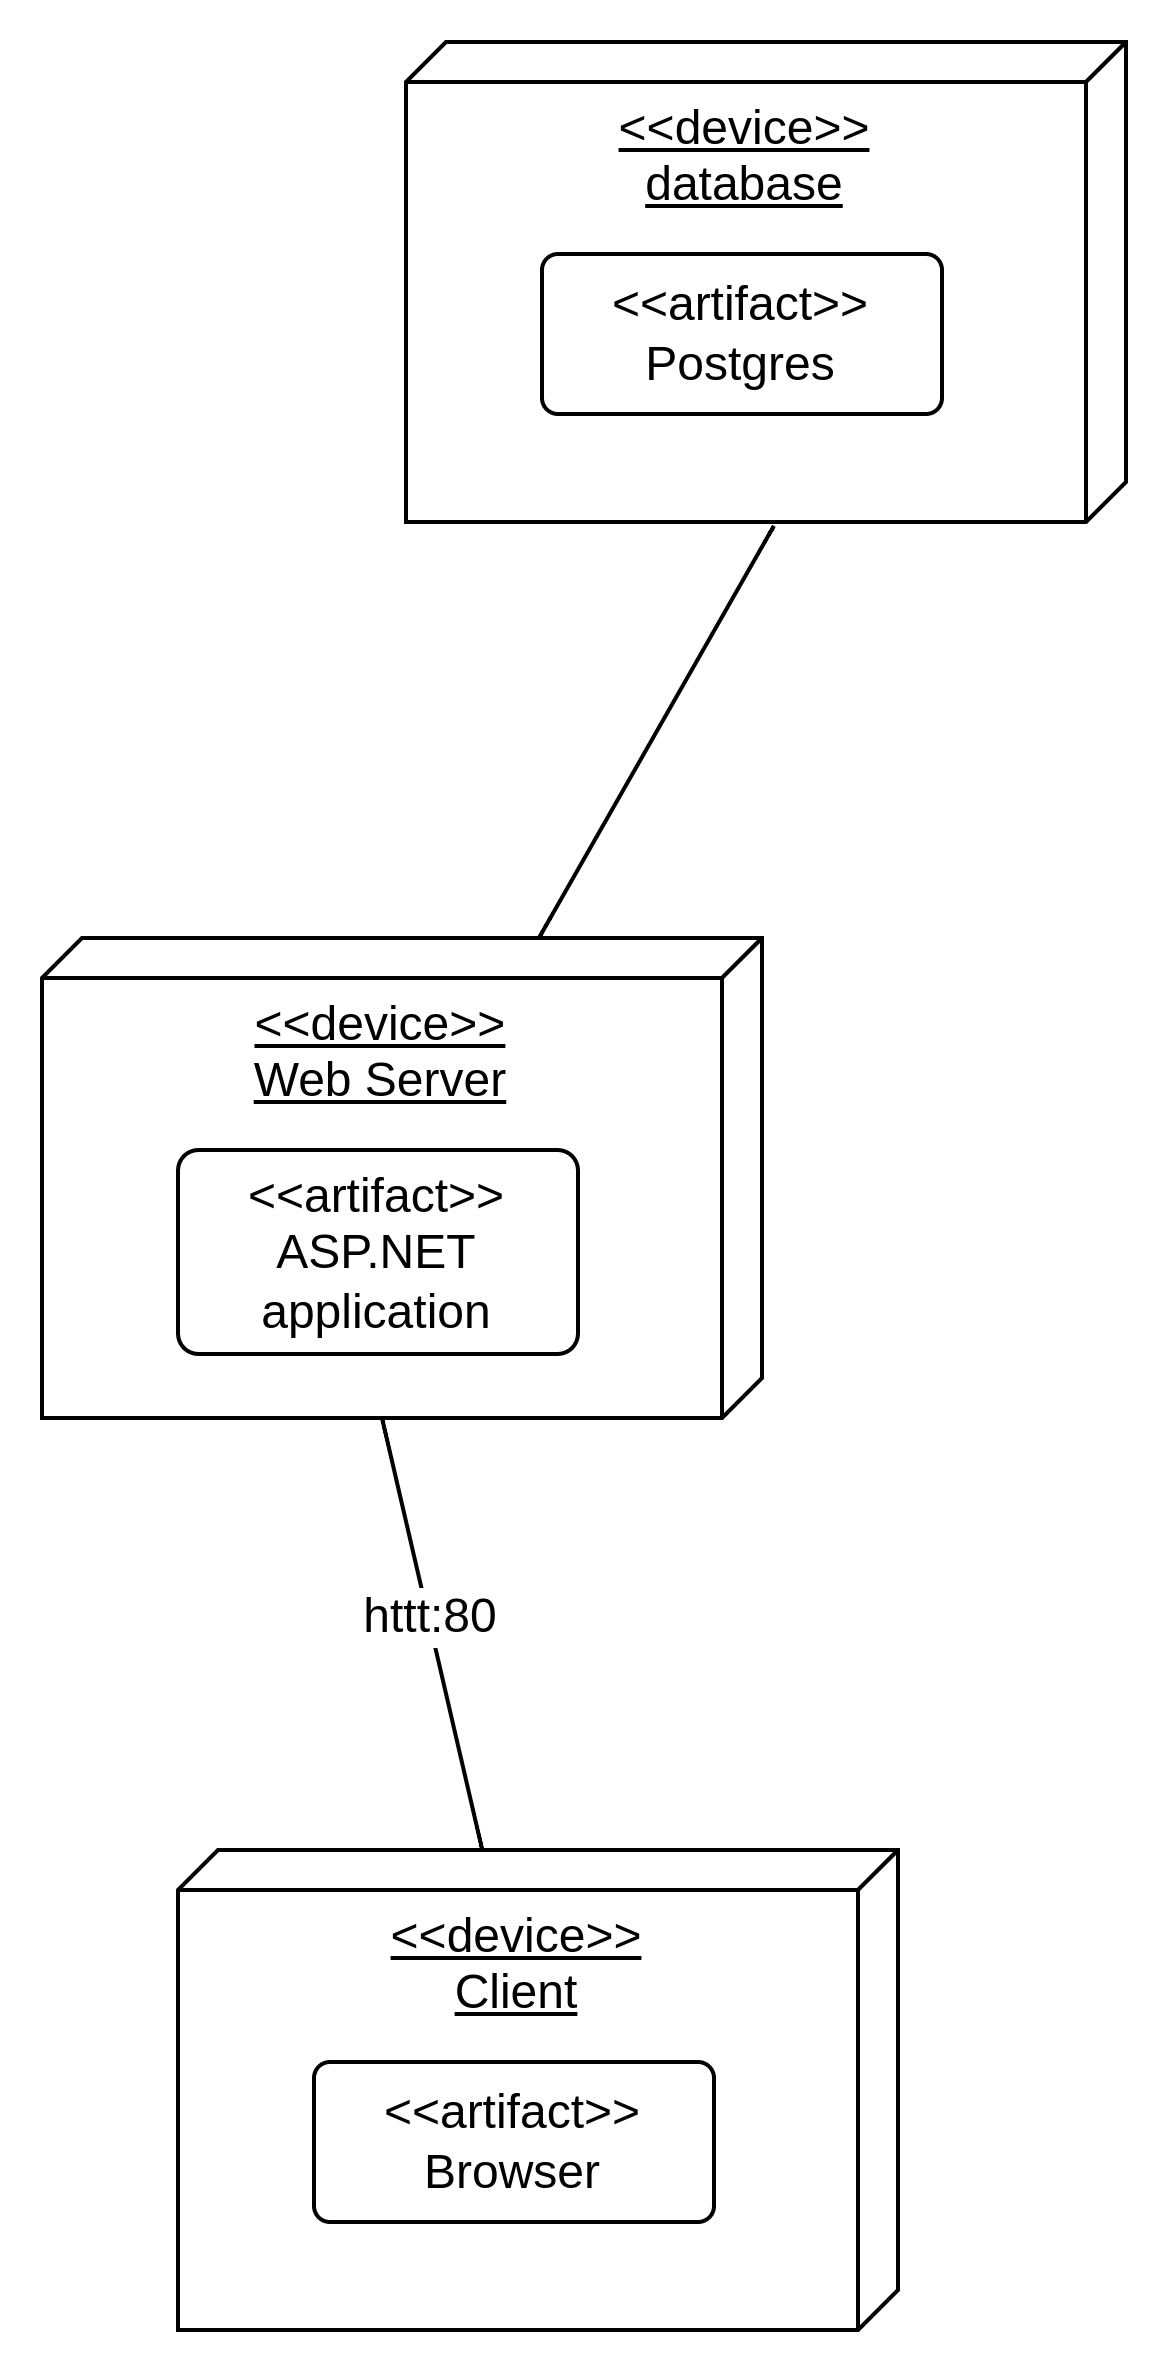 <<device>>
database
<<artifact>>
Postgres
<<device>>
Web Server
<<artifact>>
ASP.NET
application
httt:80
<<device>>
Client
<<artifact>>
Browser